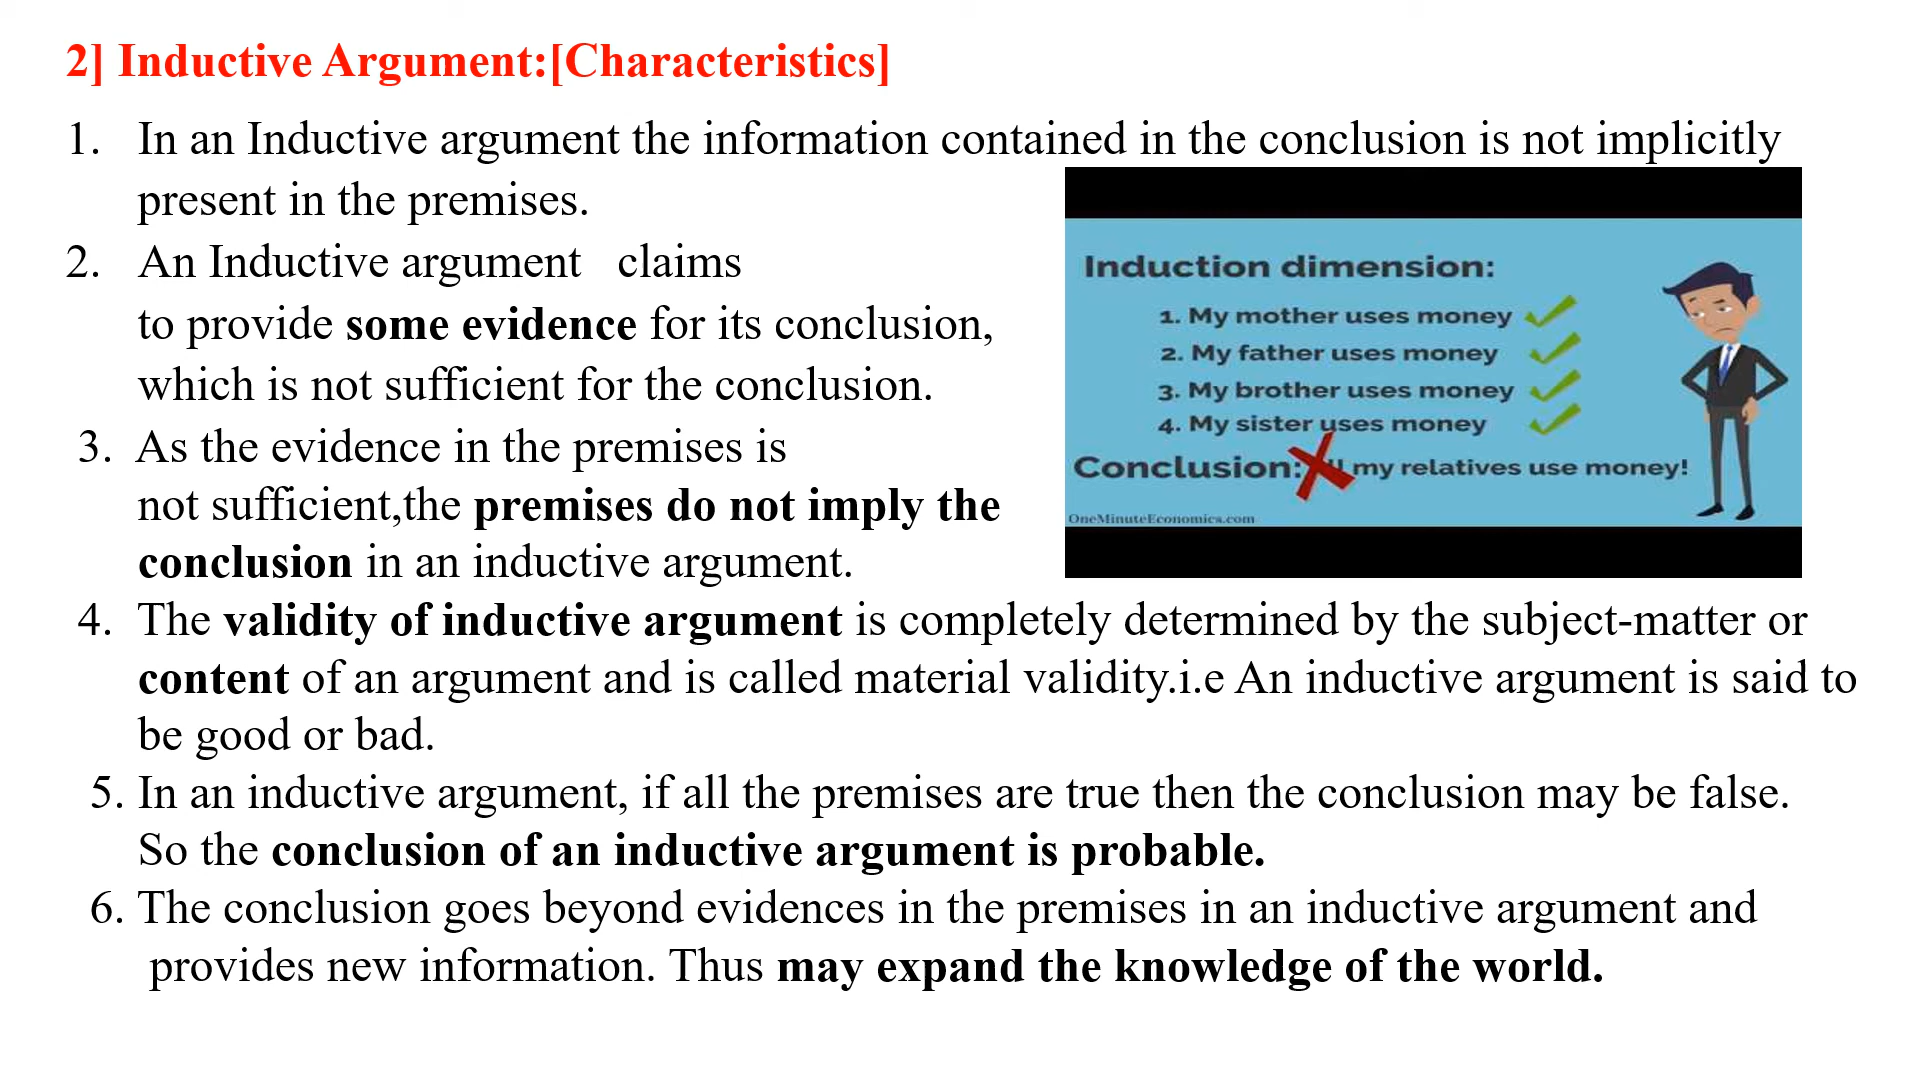 2] Inductive Argument:[Characteristics]
1. In an Inductive argument the information contained in the conclusion is not implicitly
present in the premises.
2. An Inductive argument claims
to provide some evidence for its conclusion,
which is not sufficient for the conclusion.
3. As the evidence in the premises is
not sufficient,the premises do not imply the
conclusion in an inductive argument.
Induction dimension:
1. My mother uses money
2. My father uses money
3. My brother uses money
4. My sister uses money
Conclusion: my relatives use money!
OneMinuteEconomics.com
4. The validity of inductive argument is completely determined by the subject-matter or
content of an argument and is called material validity.i.e An inductive argument is said to
be good or bad.
5. In an inductive argument, if all the premises are true then the conclusion may be false.
So the conclusion of an inductive argument is probable.
6. The conclusion goes beyond evidences in the premises in an inductive argument and
provides new information. Thus may expand the knowledge of the world.